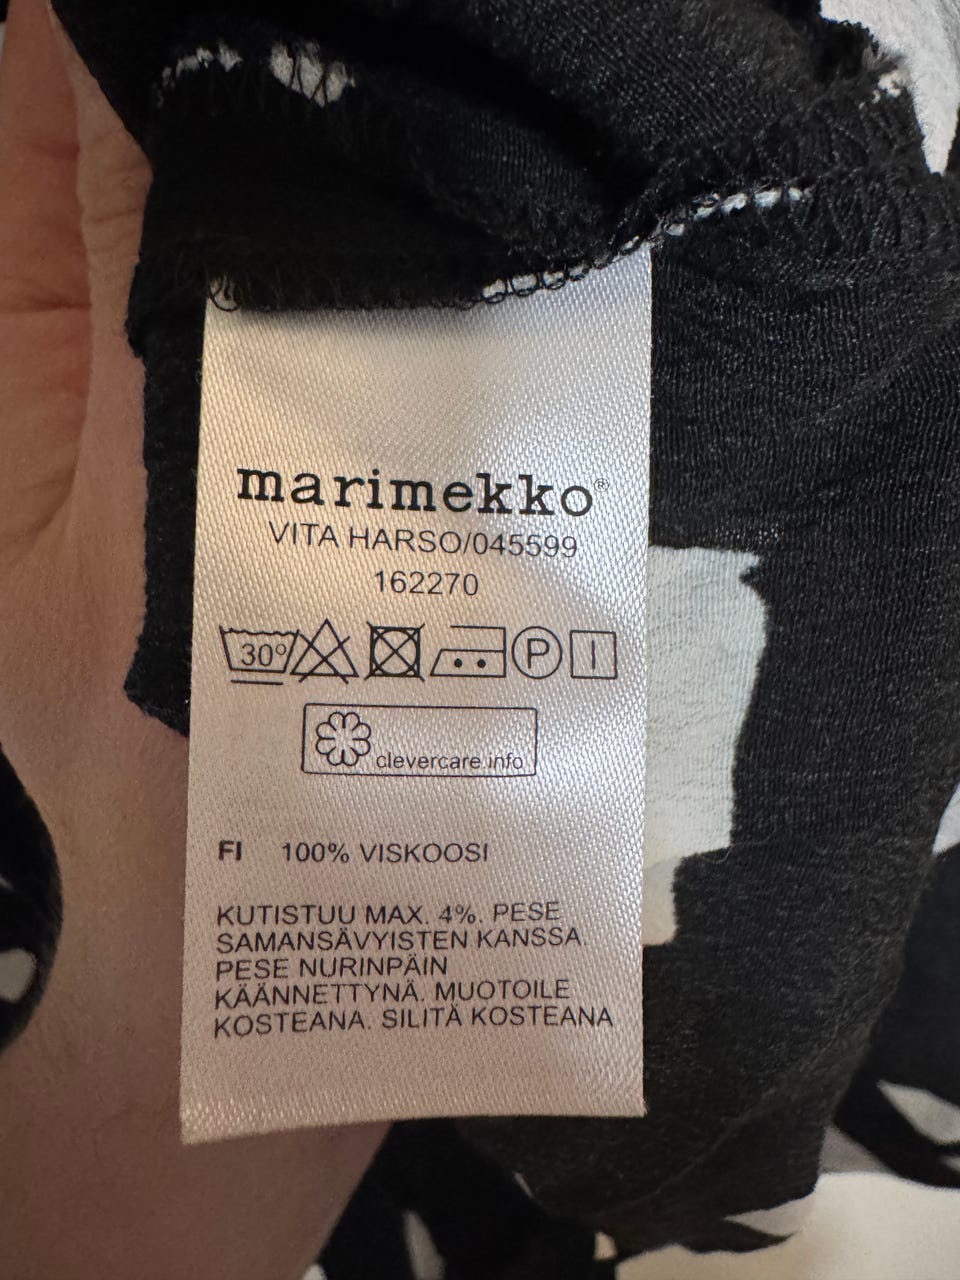 marimekko®
VITA HARSO/045599
162270
30° P
clevercare.info
FI 100% VISKOOSI
KUTISTUU MAX. 4%. PESE
SAMANSÄVYISTEN KANSSA.
PESE NURINPÄIN
KÄÄNNETTYNÄ. MUOTOILE
KOSTEANA. SILITÄ KOSTEANA